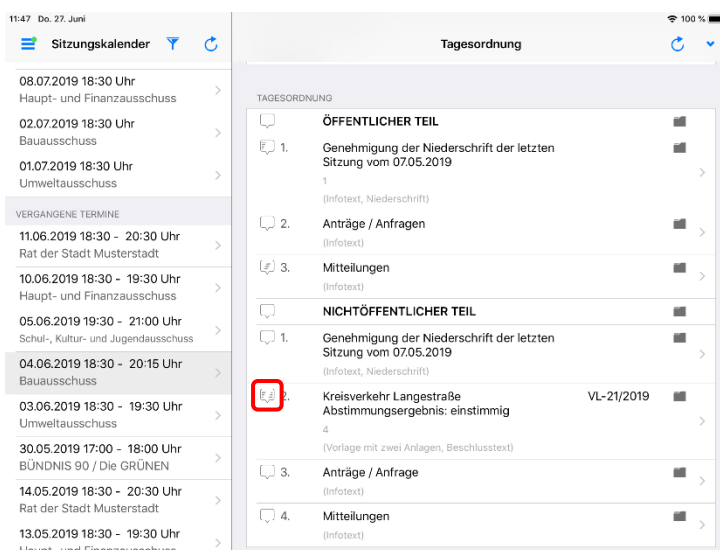 11:47 Do. 27. Juni
100 %
Sitzungskalender
Tagesordnung
08.07.2019 18:30 Uhr
Haupt- und Finanzausschuss
02.07.2019 18:30 Uhr
Bauausschuss
01.07.2019 18:30 Uhr
Umweltausschuss
VERGANGENE TERMINE
11.06.2019 18:30 - 20:30 Uhr
Rat der Stadt Musterstadt
10.06.2019 18:30 - 19:30 Uhr
Haupt- und Finanzausschuss
05.06.2019 19:30 - 21:00 Uhr
Schul-, Kultur- und Jugendausschuss
04.06.2019 18:30 - 20:15 Uhr
Bauausschuss
03.06.2019 18:30 - 19:30 Uhr
Umweltausschuss
30.05.2019 17:00 - 18:00 Uhr
BÜNDNIS 90 / Die GRÜNEN
14.05.2019 18:30 - 20:30 Uhr
Rat der Stadt Musterstadt
13.05.2019 18:30 - 19:30 Uhr
Haupt- und Finanzausschuss
TAGESORDNUNG
ÖFFENTLICHER TEIL
1. Genehmigung der Niederschrift der letzten
Sitzung vom 07.05.2019
1
(Infotext, Niederschrift)
2. Anträge / Anfragen
(Infotext)
3. Mitteilungen
(Infotext)
NICHTÖFFENTLICHER TEIL
1. Genehmigung der Niederschrift der letzten
Sitzung vom 07.05.2019
(Infotext, Niederschrift)
2. Kreisverkehr Langestraße VL-21/2019
Abstimmungsergebnis: einstimmig
4
(Vorlage mit zwei Anlagen, Beschlusstext)
3. Anträge / Anfrage
(Infotext)
4. Mitteilungen
(Infotext)